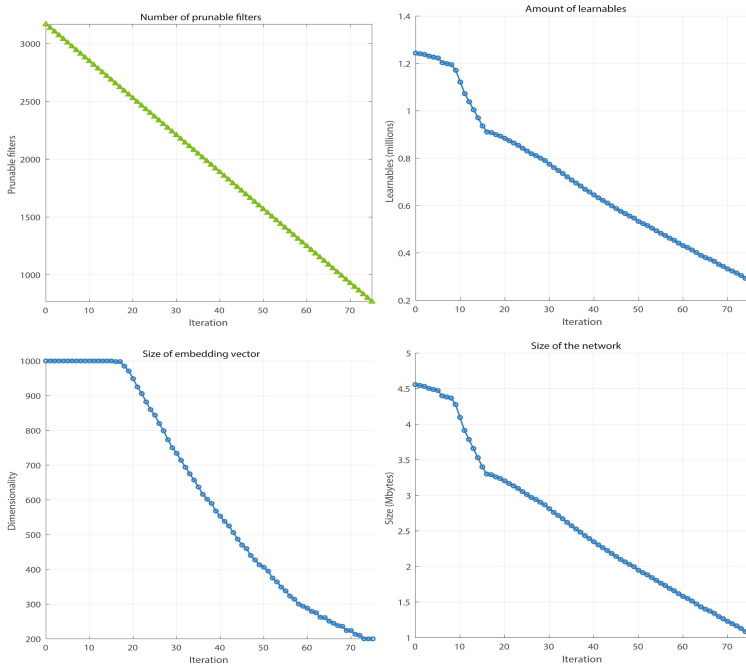 Number of prunable filters
Prunable filters
3000
2500
2000
1500
1000
0 10 20 30 40 50 60 70
Iteration
Amount of learnables
Learnables (millions)
1.4
1.2
1
0.8
0.6
0.4
0.2
0 10 20 30 40 50 60 70
Iteration
Size of embedding vector
Dimensionality
1000
900
800
700
600
500
400
300
200
0 10 20 30 40 50 60 70
Iteration
Size of the network
Size (Mbytes)
5
4.5
4
3.5
3
2.5
2
1.5
1
0 10 20 30 40 50 60 70
Iteration